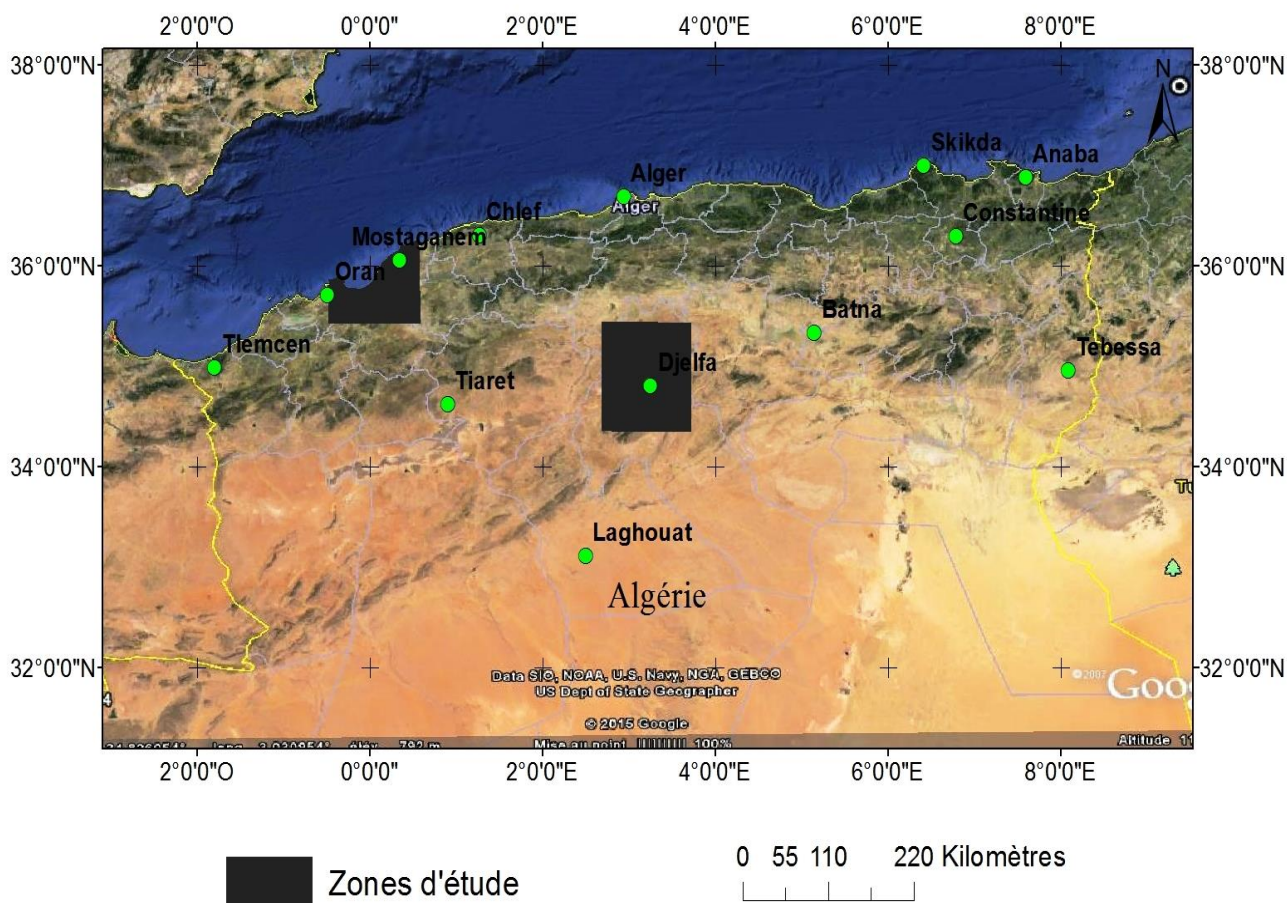 2°0'0"O 0°0'0" 2°0'0"E 4°0'0"E 6°0'0"E 8°0'0"E
38°0'0"N 38°0'0"N
N
Skikda
Anaba
Alger
Alger
Chlef
Constantine
Mostaganem
36°0'0"N 36°0'0"N
Oran
Batna
Tlemcen
Tebessa
Djelfa
Tiaret
34°0'0"N 34°0'0"N
Laghouat
Algérie
32°0'0"N 32°0'0"N
Data SIO, NOAA, U.S. Navy, NGA, GEBCO
US Dept of State Geographer
© 2007 Goo
4
© 2015 Google
Mise au point 100%
Altitude 11
2°0'0"O 0°0'0" 2°0'0"E 4°0'0"E 6°0'0"E 8°0'0"E
Zones d'étude
0 55 110 220 Kilomètres